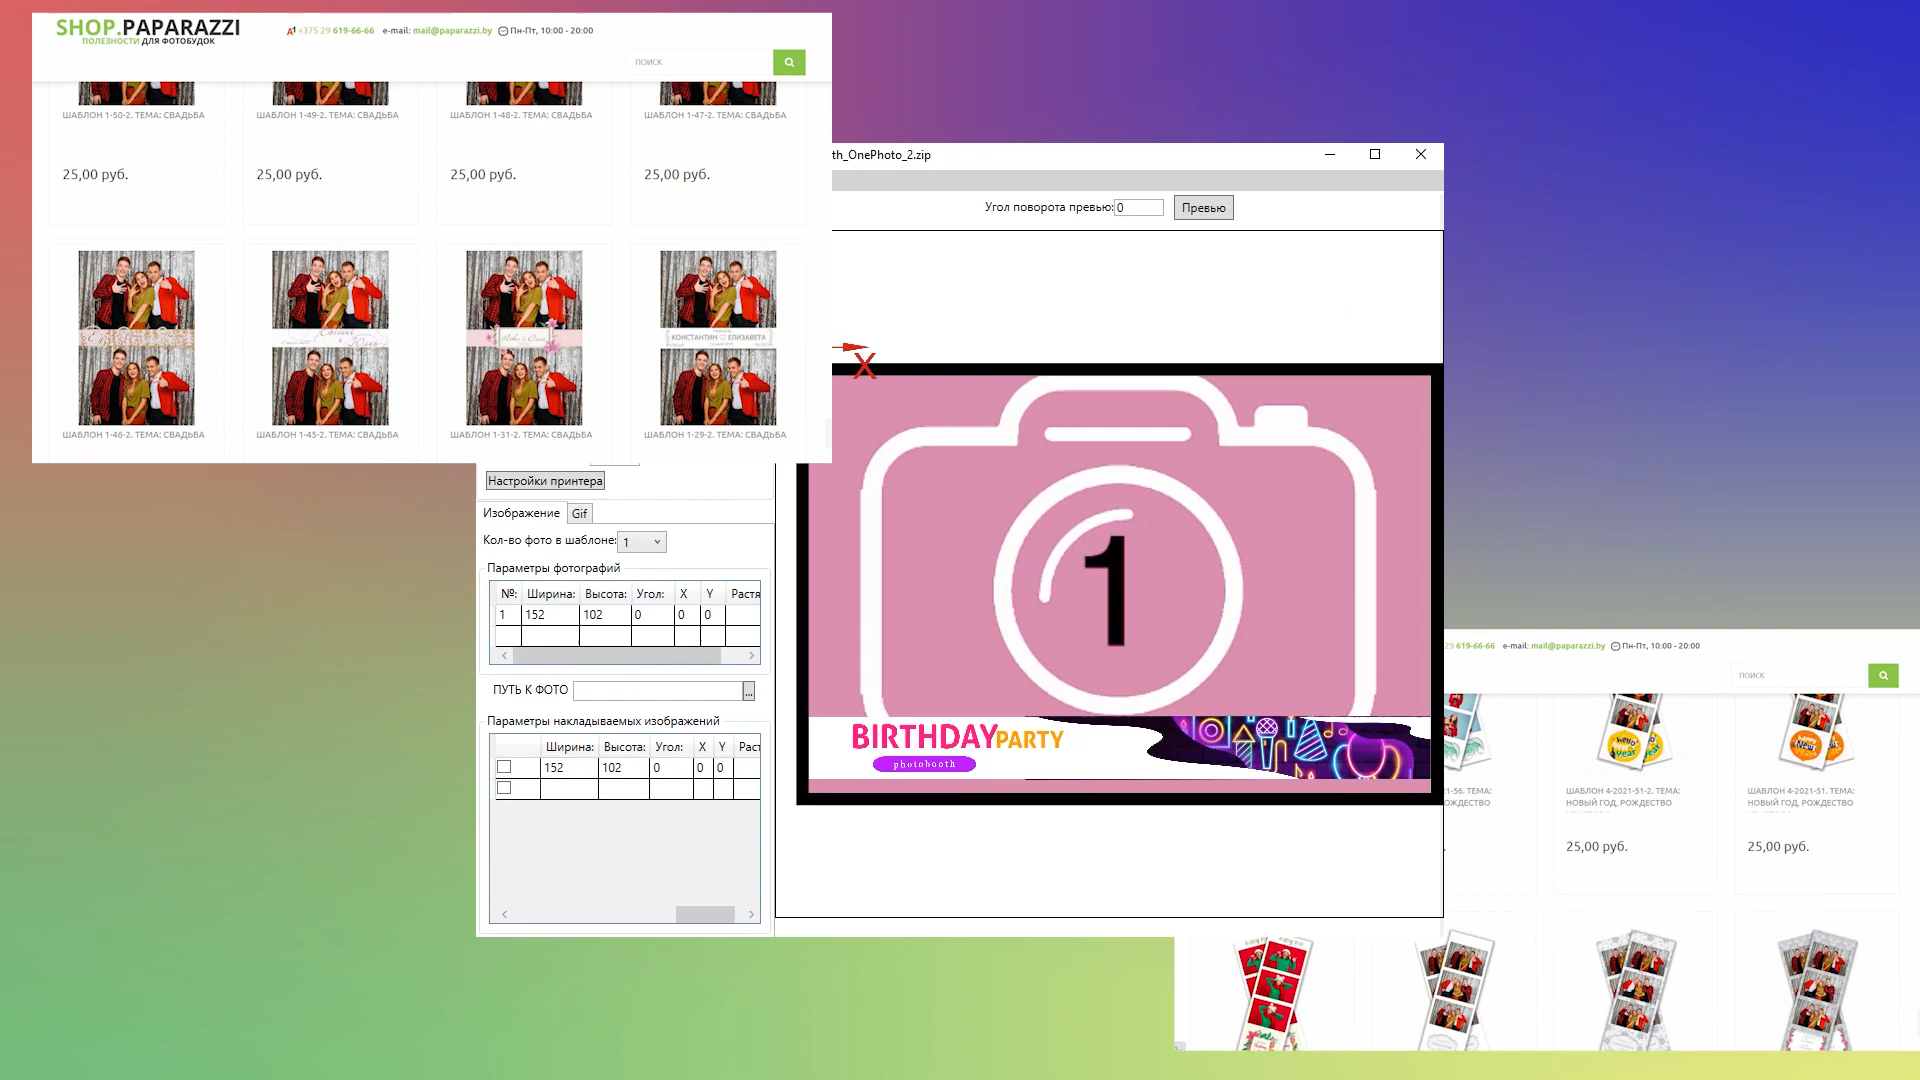 SHOP.PAPARAZZI
ПОЛЕЗНОСТИ ДЛЯ ФОТОБУДОК
A1 +375 29 619-66-66 e-mail: mail@paparazzi.by Пн-Пт, 10:00 - 20:00
ПОИСК
ШАБЛОН 1-50-2. ТЕМА: СВАДЬБА
ШАБЛОН 1-49-2. ТЕМА: СВАДЬБА
ШАБЛОН 1-48-2. ТЕМА: СВАДЬБА
ШАБЛОН 1-47-2. ТЕМА: СВАДЬБА
25,00 руб.
25,00 руб.
25,00 руб.
25,00 руб.
КОНСТАНТИН ЕЛИЗАВЕТА
ШАБЛОН 1-46-2. ТЕМА: СВАДЬБА
ШАБЛОН 1-45-2. ТЕМА: СВАДЬБА
ШАБЛОН 1-31-2. ТЕМА: СВАДЬБА
ШАБЛОН 1-29-2. ТЕМА: СВАДЬБА
th_OnePhoto_2.zip
Угол поворота превью: 0 Превью
X
1
BIRTHDAY PARTY
photobooth
Настройки принтера
Изображение Gif
Кол-во фото в шаблоне: 1
Параметры фотографий
№: Ширина: Высота: Угол: X Y Растя
1 152 102 0 0 0
ПУТЬ К ФОТО ...
Параметры накладываемых изображений
Ширина: Высота: Угол: X Y Раст
152 102 0 0 0
29 619-66-66 e-mail: mail@paparazzi.by Пн-Пт, 10:00 - 20:00
ПОИСК
1-56. ТЕМА:
ОЖДЕСТВО
ШАБЛОН 4-2021-51-2. ТЕМА:
НОВЫЙ ГОД, РОЖДЕСТВО
ШАБЛОН 4-2021-51. ТЕМА:
НОВЫЙ ГОД, РОЖДЕСТВО
25,00 руб.
25,00 руб.